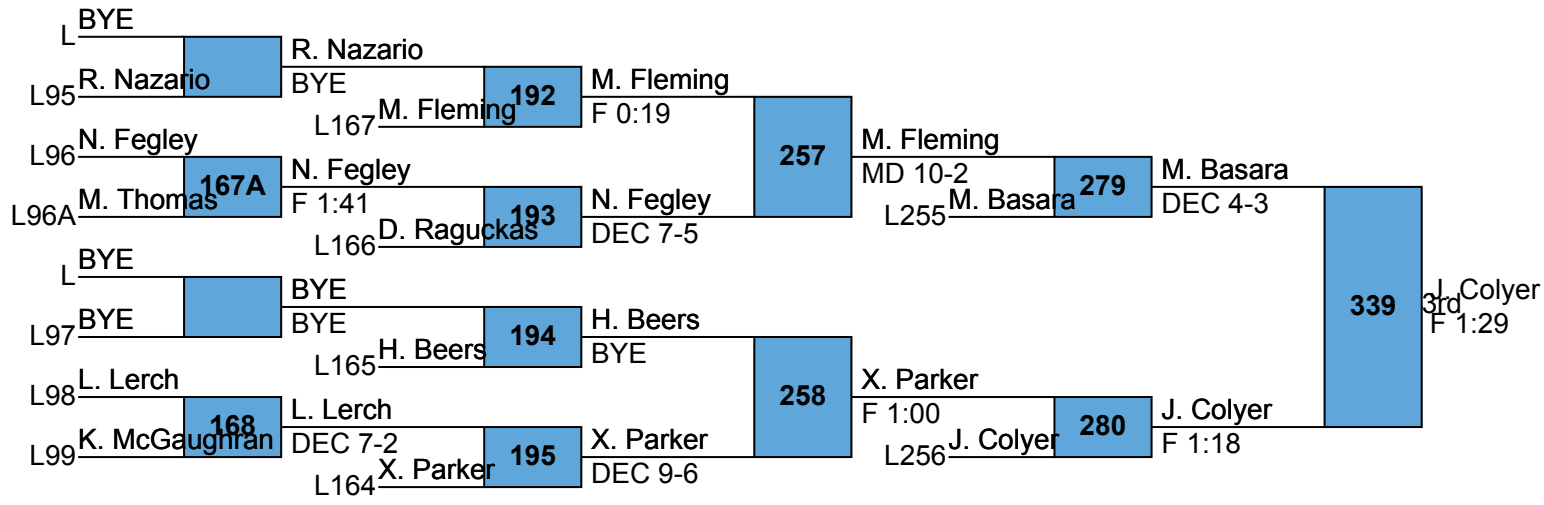 BYE
L
R. Nazario
L95
R. Nazario
BYE
M. Fleming
L167
192
M. Fleming
F 0:19
N. Fegley
L96
167A
M. Thomas
L96A
N. Fegley
F 1:41
D. Raguckas
L166
193
N. Fegley
DEC 7-5
257
M. Fleming
MD 10-2
M. Basara
L255
279
M. Basara
DEC 4-3
BYE
L
BYE
L97
BYE
BYE
H. Beers
L165
194
H. Beers
BYE
L. Lerch
L98
168
K. McGaughran
L99
L. Lerch
DEC 7-2
X. Parker
L164
195
X. Parker
DEC 9-6
258
X. Parker
F 1:00
J. Colyer
L256
280
J. Colyer
F 1:18
339
J. Colyer
3rd
F 1:29